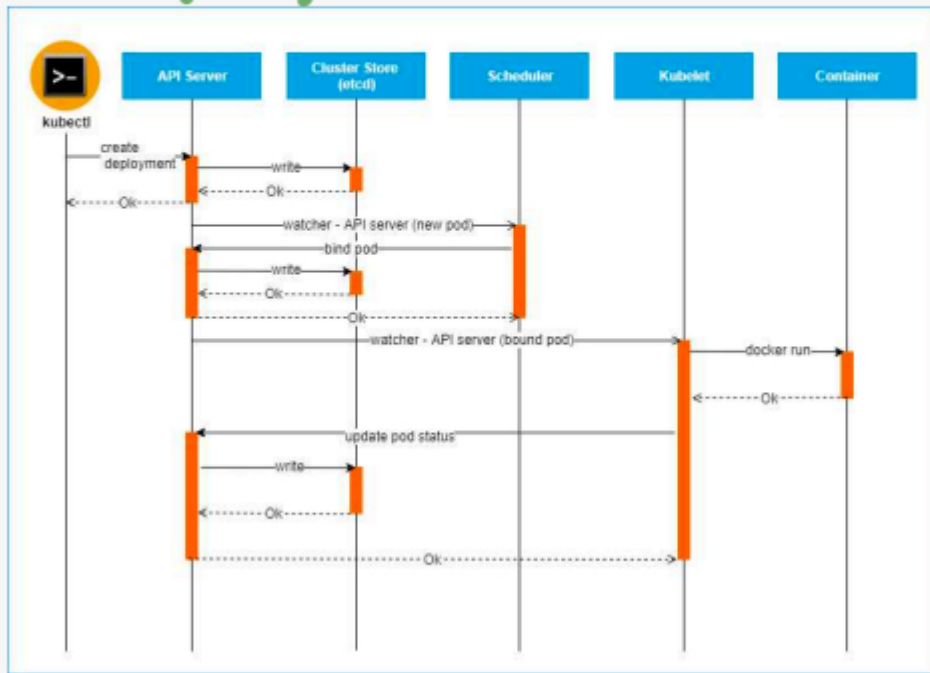 >_
API Server
Cluster Store
(etcd)
Scheduler
Kubelet
Container
kubectl
create
deployment
write
Ok
Ok
watcher - API server (new pod)
bind pod
write
Ok
Ok
watcher - API server (bound pod)
docker run
Ok
update pod status
write
Ok
Ok